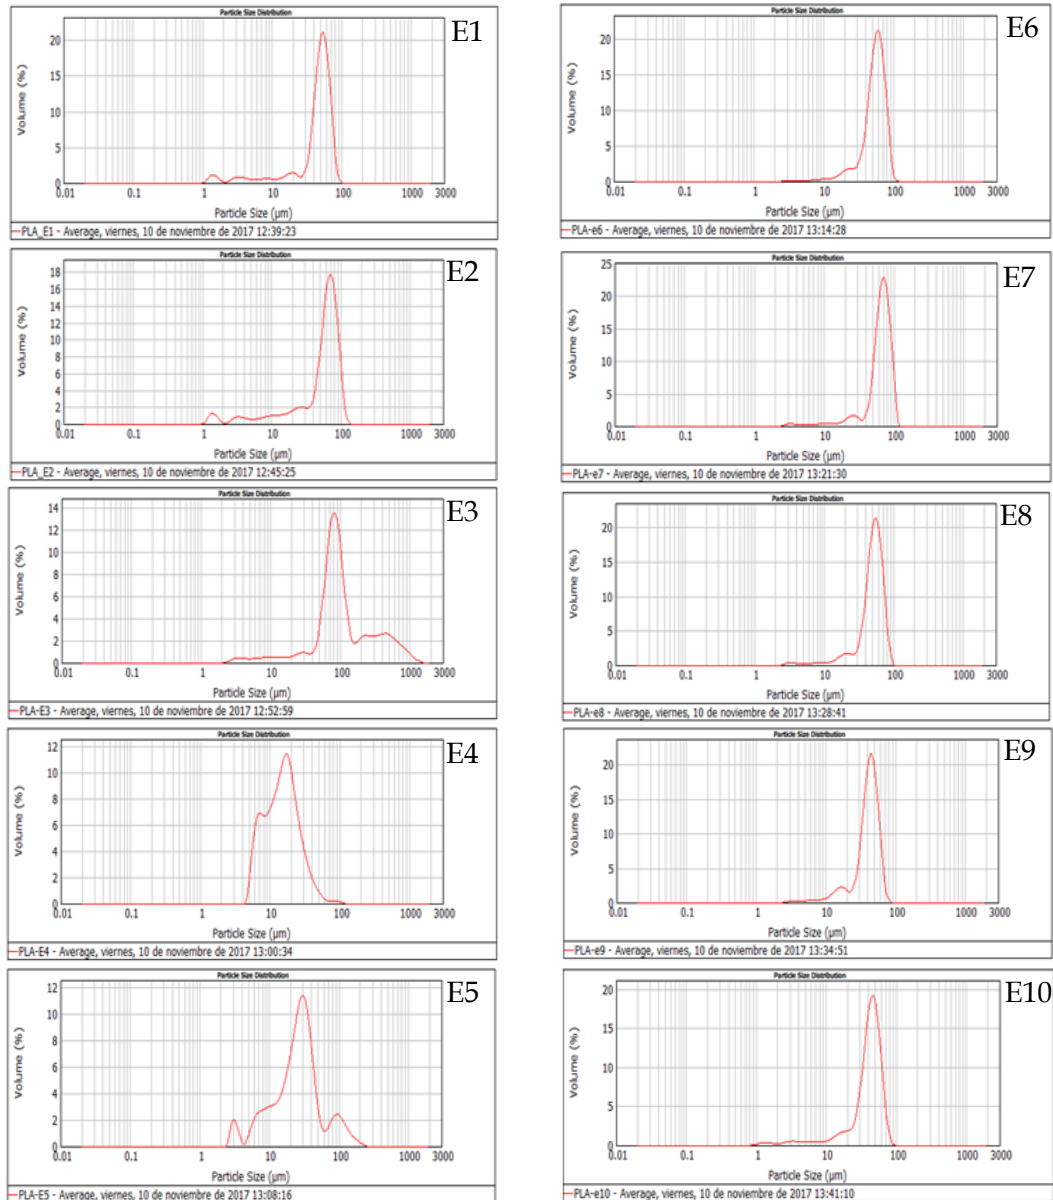 Particle Size Distribution
E1
Volume (%)
20
15
10
5
0
0.01 0.1 1 10 100 1000 3000
Particle Size (µm)
PLA_E1 - Average, viernes, 10 de noviembre de 2017 12:39:23
Particle Size Distribution
E2
Volume (%)
18
16
14
12
10
8
6
4
2
0
0.01 0.1 1 10 100 1000 3000
Particle Size (µm)
PLA_E2 - Average, viernes, 10 de noviembre de 2017 12:45:25
Particle Size Distribution
E3
Volume (%)
14
12
10
8
6
4
2
0
0.01 0.1 1 10 100 1000 3000
Particle Size (µm)
PLA-E3 - Average, viernes, 10 de noviembre de 2017 12:52:59
Particle Size Distribution
E4
Volume (%)
12
10
8
6
4
2
0
0.01 0.1 1 10 100 1000 3000
Particle Size (µm)
PLA-E4 - Average, viernes, 10 de noviembre de 2017 13:00:34
Particle Size Distribution
E5
Volume (%)
12
10
8
6
4
2
0
0.01 0.1 1 10 100 1000 3000
Particle Size (µm)
PLA-E5 - Average, viernes, 10 de noviembre de 2017 13:08:16
Particle Size Distribution
E6
Volume (%)
20
15
10
5
0
0.01 0.1 1 10 100 1000 3000
Particle Size (µm)
PLA-e6 - Average, viernes, 10 de noviembre de 2017 13:14:28
Particle Size Distribution
E7
Volume (%)
25
20
15
10
5
0
0.01 0.1 1 10 100 1000 3000
Particle Size (µm)
PLA-e7 - Average, viernes, 10 de noviembre de 2017 13:21:30
Particle Size Distribution
E8
Volume (%)
20
15
10
5
0
0.01 0.1 1 10 100 1000 3000
Particle Size (µm)
PLA-e8 - Average, viernes, 10 de noviembre de 2017 13:28:41
Particle Size Distribution
E9
Volume (%)
20
15
10
5
0
0.01 0.1 1 10 100 1000 3000
Particle Size (µm)
PLA-e9 - Average, viernes, 10 de noviembre de 2017 13:34:51
Particle Size Distribution
E10
Volume (%)
20
15
10
5
0
0.01 0.1 1 10 100 1000 3000
Particle Size (µm)
PLA-e10 - Average, viernes, 10 de noviembre de 2017 13:41:10